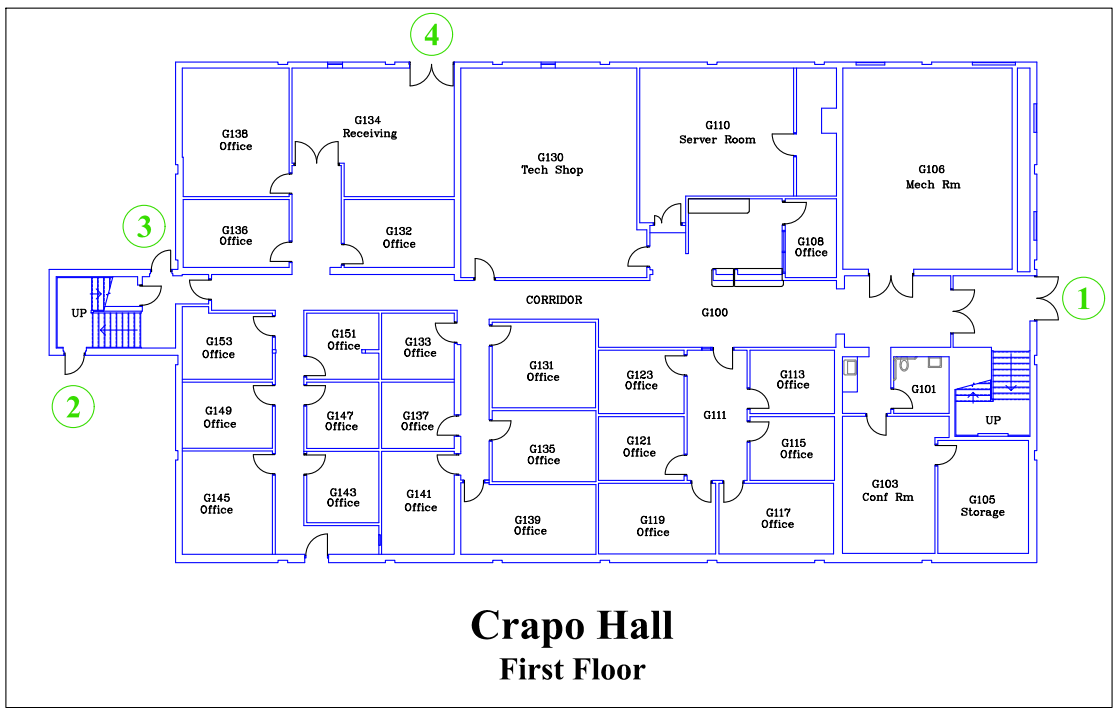 4
G138
Office
G134
Receiving
G130
Tech Shop
G110
Server Room
G106
Mech Rm
3
G136
Office
G132
Office
G108
Office
UP
CORRIDOR
G100
1
2
G153
Office
G151
Office
G133
Office
G131
Office
G123
Office
G111
G113
Office
G101
UP
G149
Office
G147
Office
G137
Office
G135
Office
G121
Office
G115
Office
G145
Office
G143
Office
G141
Office
G139
Office
G119
Office
G117
Office
G103
Conf Rm
G105
Storage
Crapo Hall
First Floor